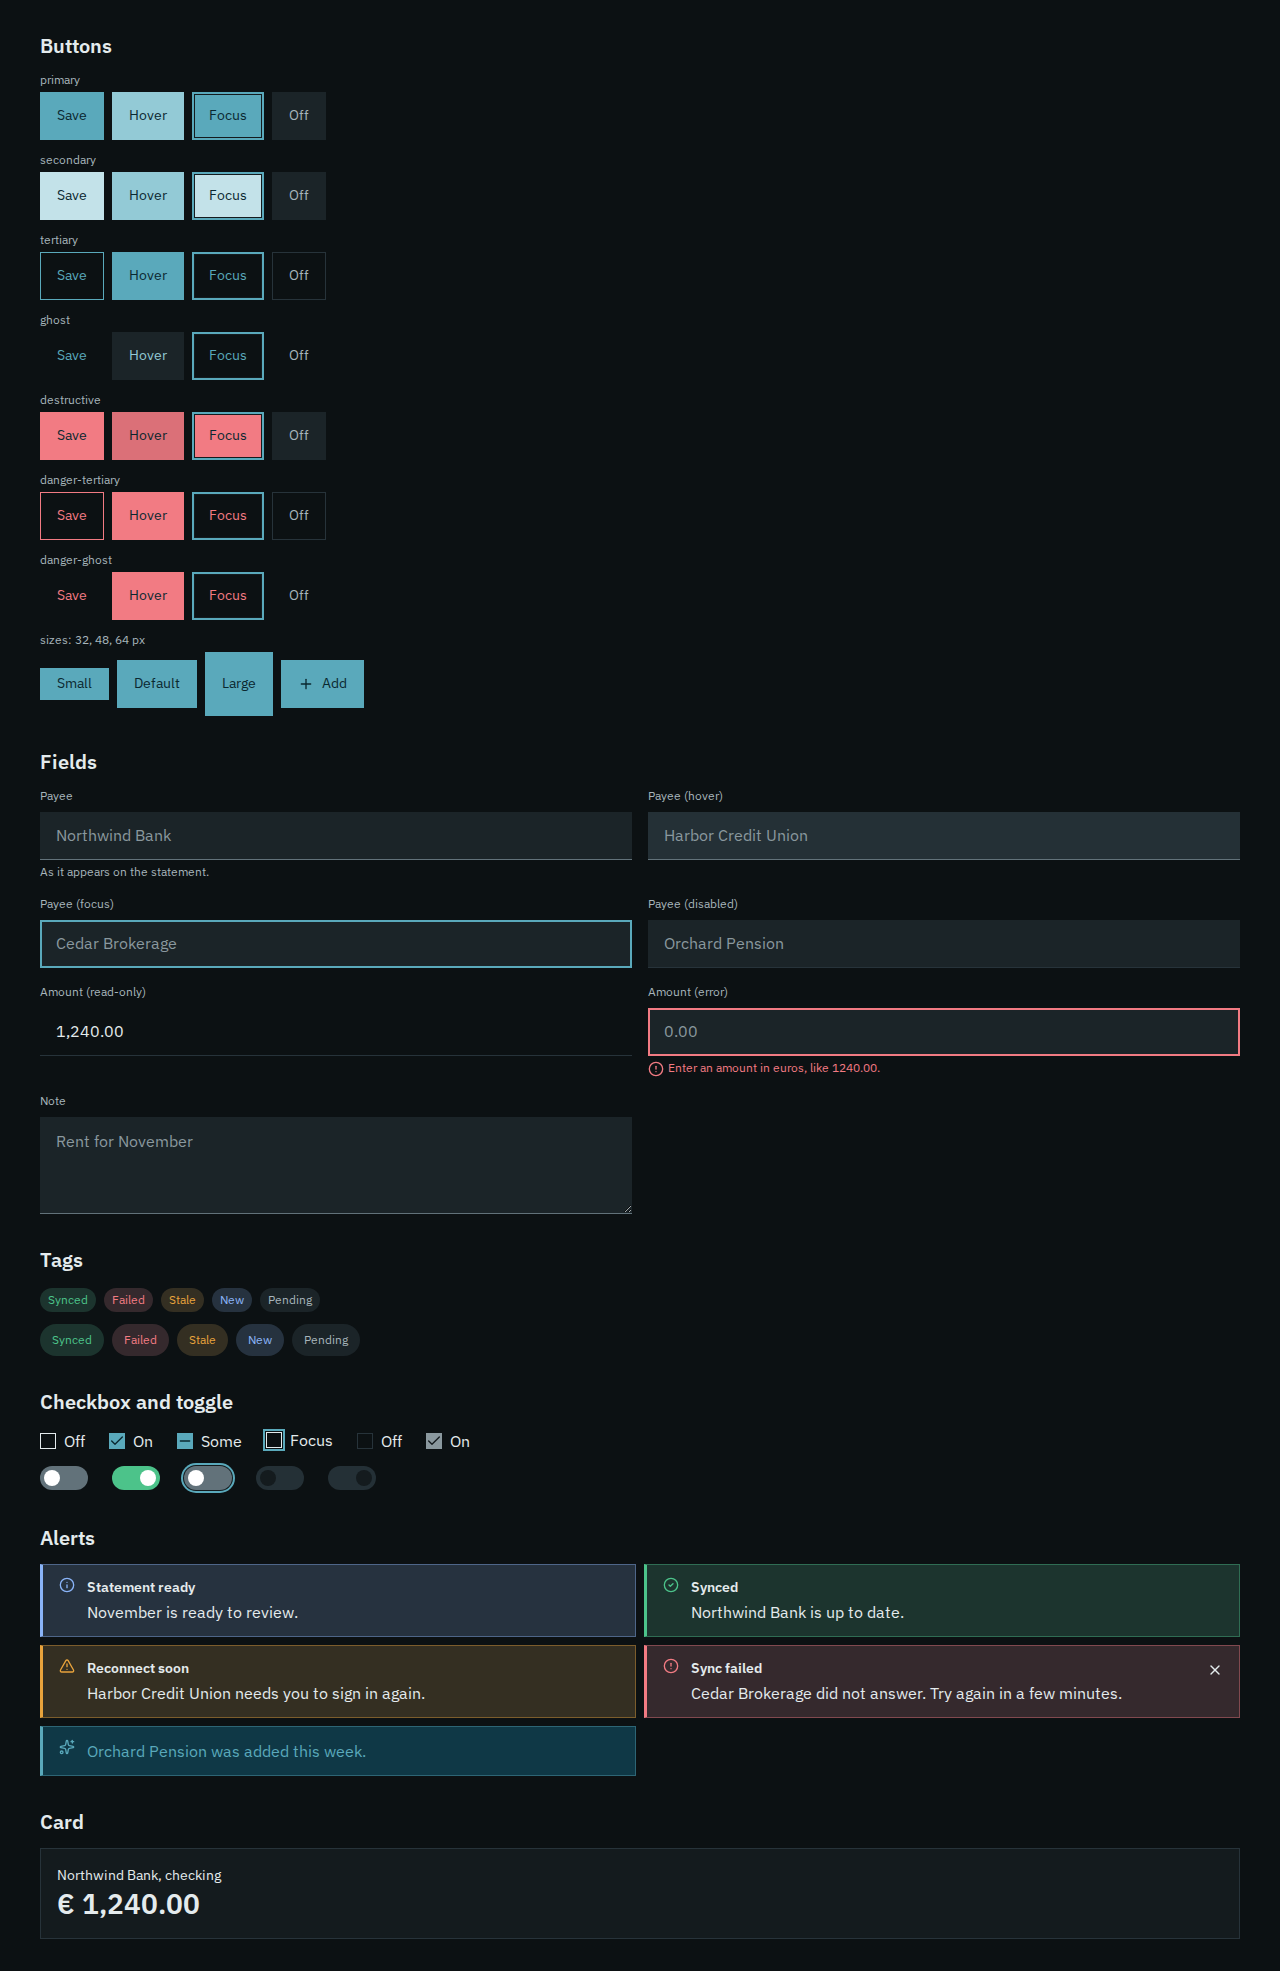 Buttons
primary
Save Hover Focus Off
secondary
Save Hover Focus Off
tertiary
Save Hover Focus Off
ghost
Save Hover Focus Off
destructive
Save Hover Focus Off
danger-tertiary
Save Hover Focus Off
danger-ghost
Save Hover Focus Off
sizes: 32, 48, 64 px
Small Default Large + Add
Fields
Payee Payee (hover)
Northwind Bank Harbor Credit Union
As it appears on the statement.
Payee (focus) Payee (disabled)
Cedar Brokerage Orchard Pension
Amount (read-only) Amount (error)
1,240.00 0.00
Enter an amount in euros, like 1240.00.
Note
Rent for November
Tags
Synced Failed Stale New Pending
Synced Failed Stale New Pending
Checkbox and toggle
Off On Some Focus Off On
Alerts
Statement ready
November is ready to review.
Synced
Northwind Bank is up to date.
Reconnect soon
Harbor Credit Union needs you to sign in again.
Sync failed
Cedar Brokerage did not answer. Try again in a few minutes.
Orchard Pension was added this week.
Card
Northwind Bank, checking
€ 1,240.00